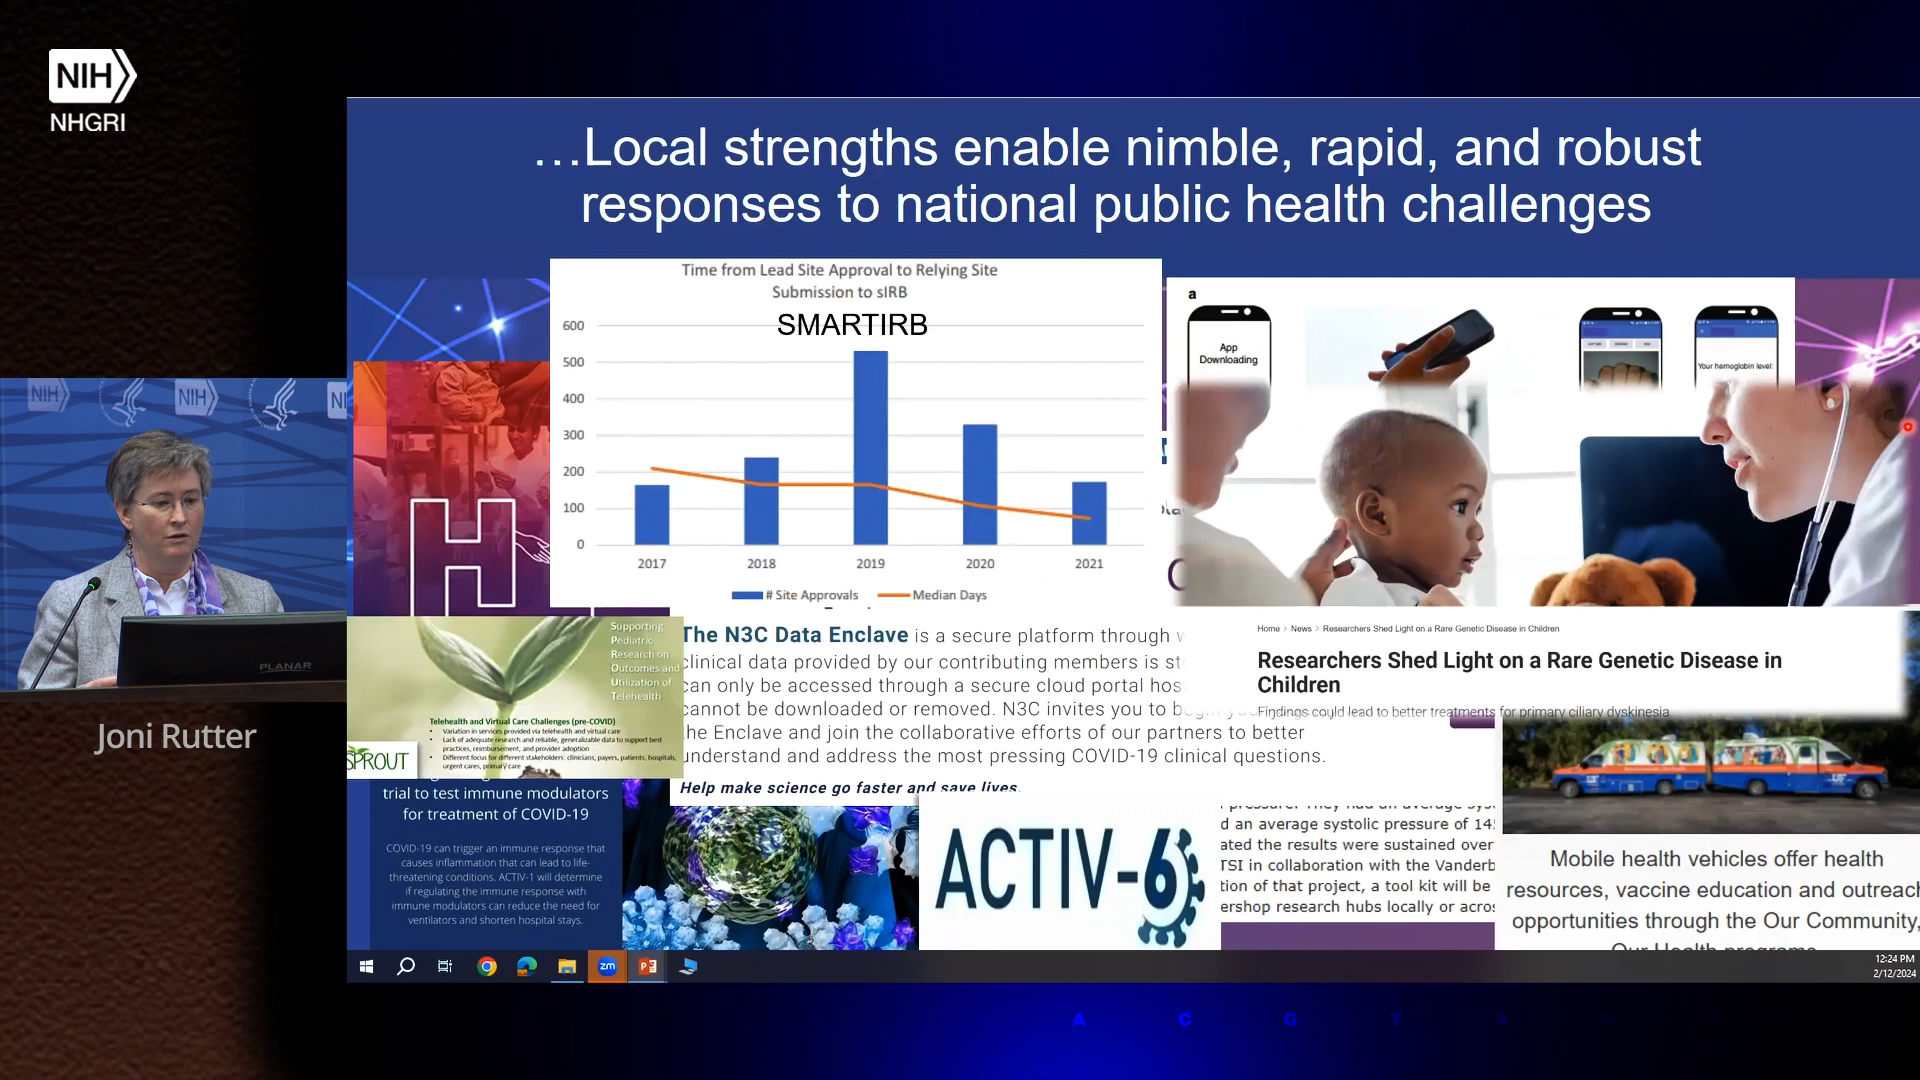 NIH
NHGRI
…Local strengths enable nimble, rapid, and robust
responses to national public health challenges
Time from Lead Site Approval to Relying Site
Submission to sIRB
SMARTIRB
600
500
400
300
200
100
0
2017 2018 2019 2020 2021
# Site Approvals Median Days
a
App
Downloading
Your hemoglobin level:
NIH
NIH
NI
PLANAR
Joni Rutter
H
Supporting
Pediatric
Research on
Outcomes and
Utilization of
Telehealth
Telehealth and Virtual Care Challenges (pre-COVID)
• Variation in services provided via telehealth and virtual care
• Lack of adequate research and reliable, generalizable data to support best
practices, reimbursement, and provider adoption
• Different focus for different stakeholders: clinicians, payers, patients, hospitals,
urgent cares, primary care
SPROUT
The N3C Data Enclave is a secure platform through
clinical data provided by our contributing members is
can only be accessed through a secure cloud portal
cannot be downloaded or removed. N3C invites you to begin
the Enclave and join the collaborative efforts of our partners to better
understand and address the most pressing COVID-19 clinical questions.
Help make science go faster and save lives.
Home > News > Researchers Shed Light on a Rare Genetic Disease in Children
Researchers Shed Light on a Rare Genetic Disease in
Children
Findings could lead to better treatments for primary ciliary dyskinesia
trial to test immune modulators
for treatment of COVID-19
COVID-19 can trigger an immune response that
causes inflammation that can lead to life-
threatening conditions. ACTIV-1 will determine
if regulating the immune response with
immune modulators can reduce the need for
ventilators and shorten hospital stays.
ACTIV-6
pressure. They had an average
d an average systolic pressure of
ated the results were sustained over
TSI in collaboration with the
tion of that project, a tool kit will be
ership research hubs locally or
UF
Mobile health vehicles offer health
resources, vaccine education and outreach
opportunities through the Our Community,
Our Health programs
zm
12:24 PM
2/12/2024
A C G T A G